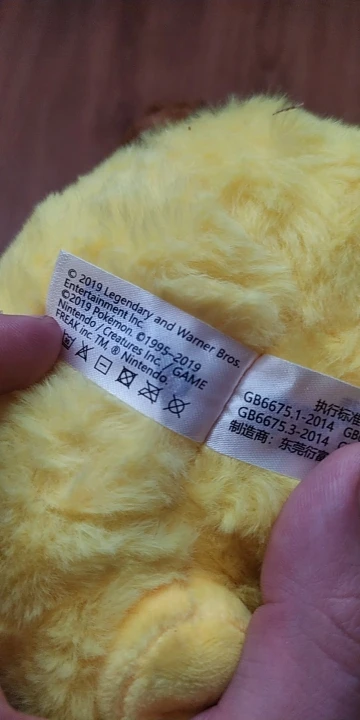 © 2019 Legendary and Warner Bros.
Entertainment Inc.
©2019 Pokémon. ©1995-2019
Nintendo / Creatures Inc. / GAME
FREAK inc. TM, ® Nintendo.
执行标准
GB6675.1-2014
GB6675.3-2014
制造商：东莞衍